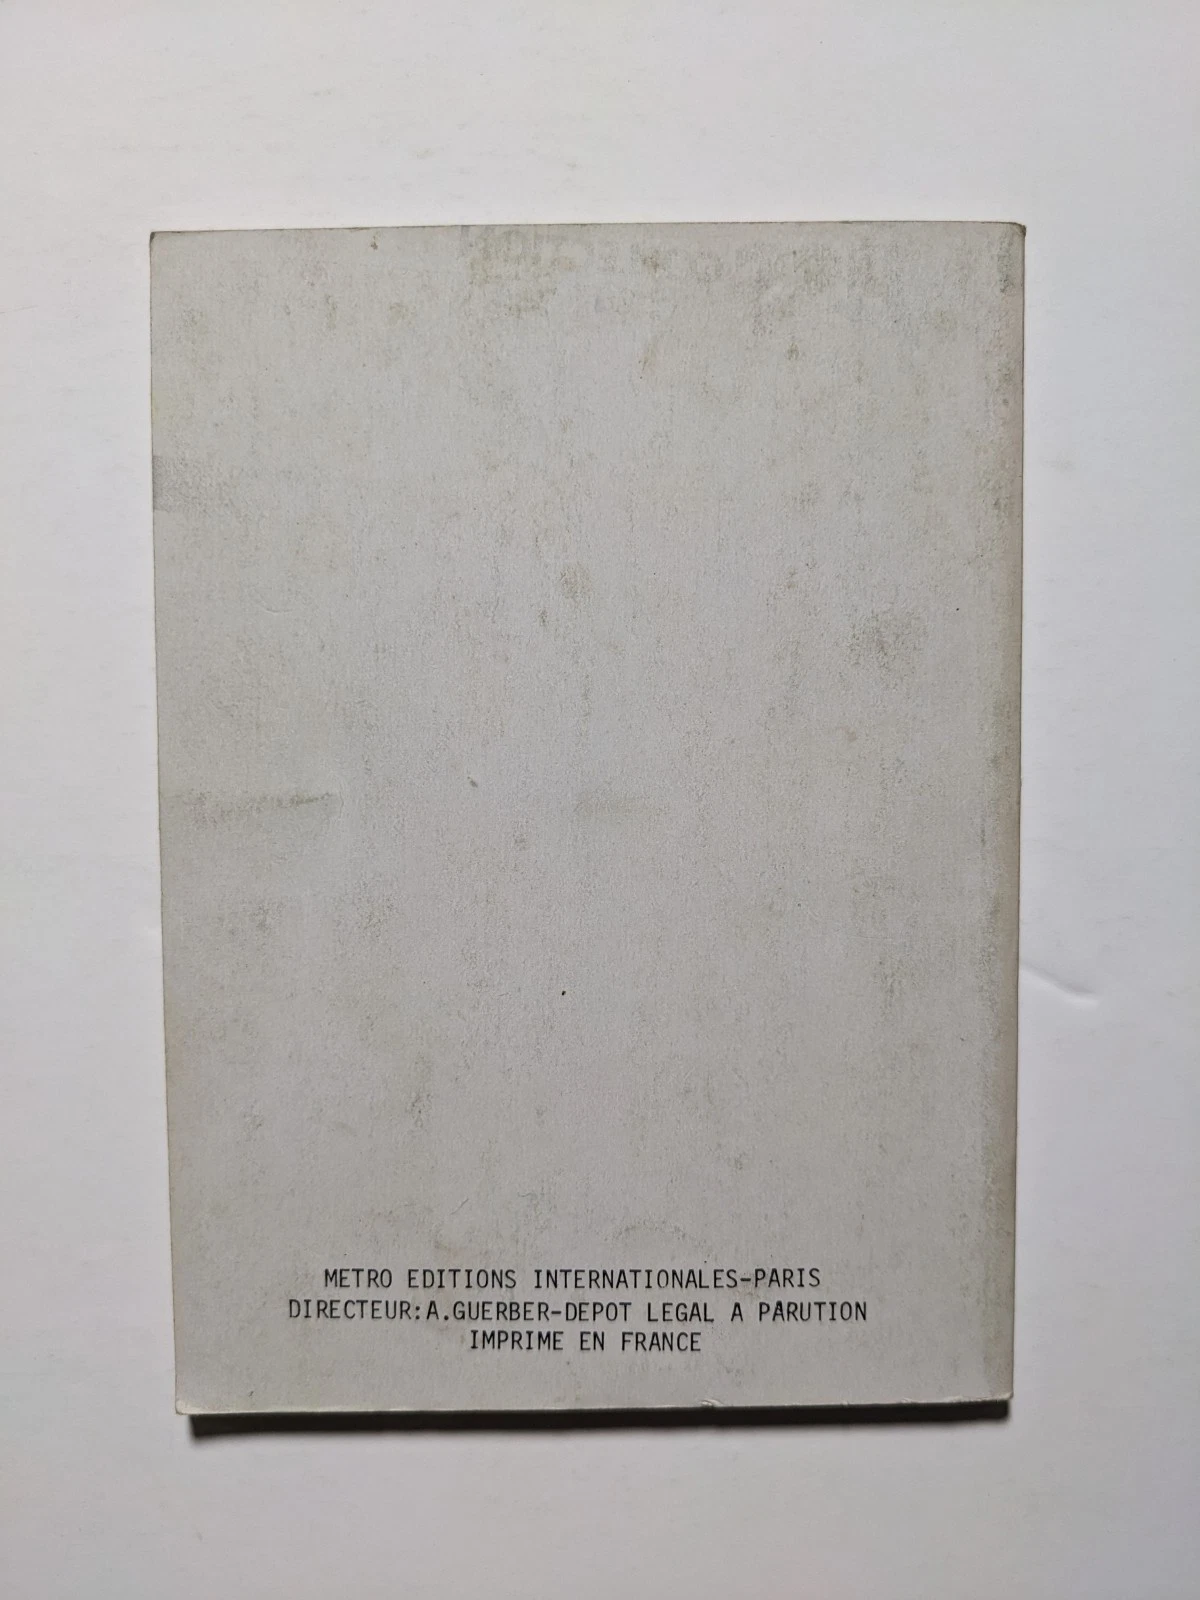 METRO EDITIONS INTERNATIONALES-PARIS
DIRECTEUR:A.GUERBER-DEPOT LEGAL A PARUTION
IMPRIME EN FRANCE